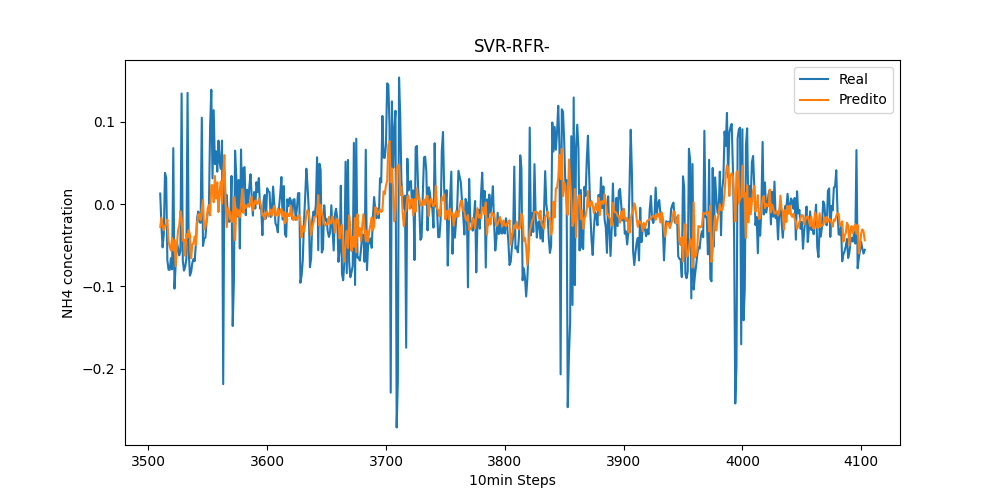 SVR-RFR-
Real
Predito
0.1
0.0
−0.1
−0.2
NH4 concentration
3500 3600 3700 3800 3900 4000 4100
10min Steps